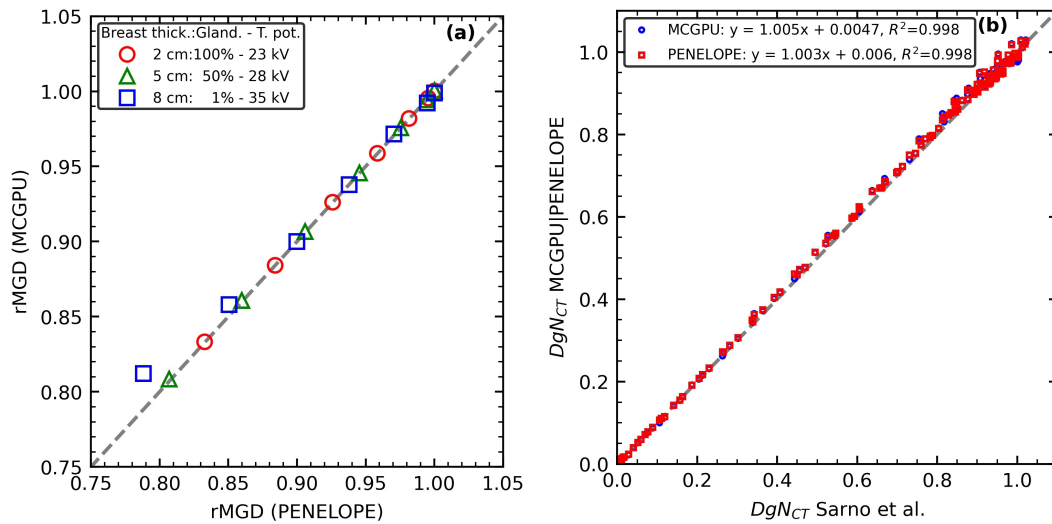 Breast thick.:Gland. - T. pot.
2 cm:100% - 23 kV
5 cm: 50% - 28 kV
8 cm: 1% - 35 kV
(a)
1.05
1.00
0.95
0.90
0.85
0.80
0.75
rMGD (MCGPU)
0.75 0.80 0.85 0.90 0.95 1.00 1.05
rMGD (PENELOPE)
MCGPU: y = 1.005x + 0.0047, R²=0.998
PENELOPE: y = 1.003x + 0.006, R²=0.998
(b)
1.0
0.8
0.6
0.4
0.2
0.0
DgN_CT MCGPU|PENELOPE
0.0 0.2 0.4 0.6 0.8 1.0
DgN_CT Sarno et al.